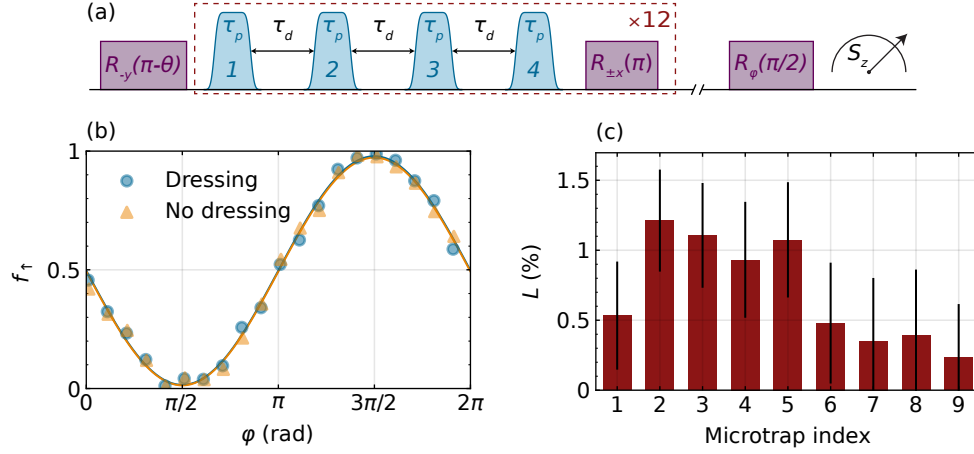 (a)
×12
τp τd τp τd τp τd τp
R-y(π-θ) 1 2 3 4 R±x(π) Rφ(π/2) Sz
(b)
1
0.5
0
f↑
Dressing
No dressing
0 π/2 π 3π/2 2π
φ (rad)
(c)
1.5
1
0.5
0
L (%)
1 2 3 4 5 6 7 8 9
Microtrap index